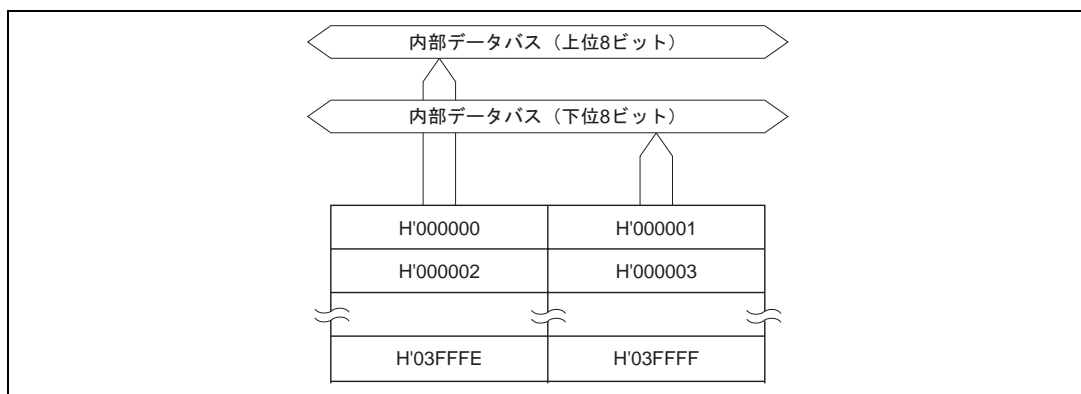 内部データバス（上位8ビット）
内部データバス（下位8ビット）
H'000000 H'000001
H'000002 H'000003
H'03FFFE H'03FFFF